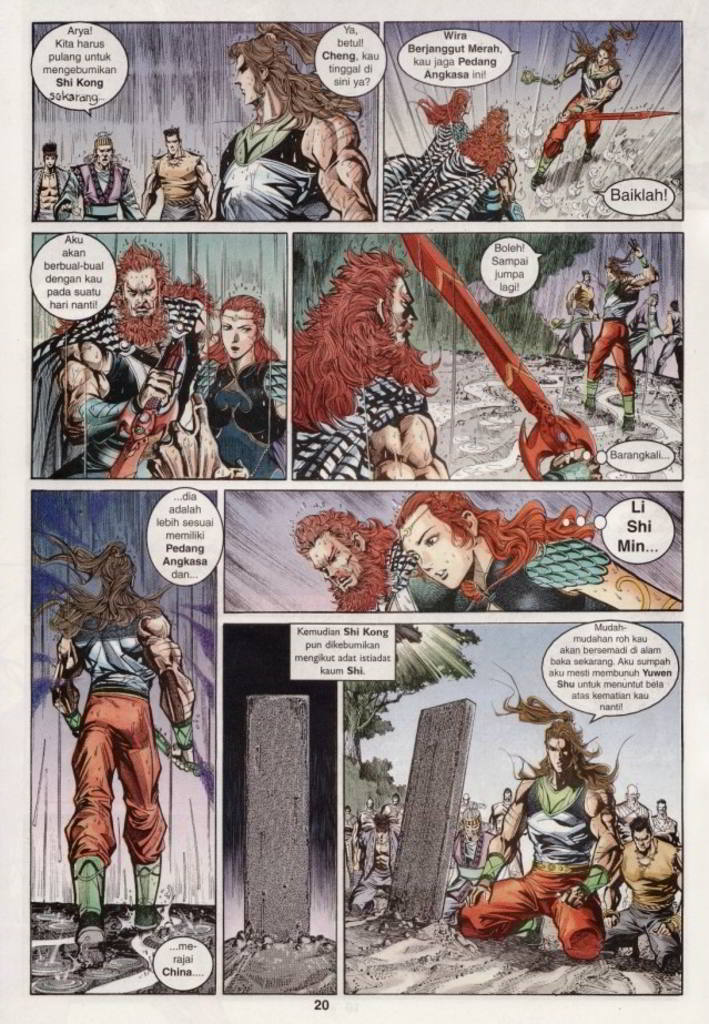 Arya!
Kita harus
pulang untuk
mengebumikan
Shi Kong
sekarang...
Ya,
betul!
Cheng, kau
tinggal di
sini ya?
Wira
Berjanggut Merah,
kau jaga Pedang
Angkasa ini!
Baiklah!
Aku
akan
berbual-bual
dengan kau
pada suatu
hari nanti!
Boleh!
Sampai
jumpa
lagi!
Barangkali...
...dia
adalah
lebih sesuai
memiliki
Pedang
Angkasa
dan...
...me-
rajai
China....
Li
Shi
Min...
Kemudian Shi Kong
pun dikebumikan
mengikut adat istiadat
kaum Shi.
Mudah-
mudahan roh kau
akan bersemadi di alam
baka sekarang. Aku sumpah
aku mesti membunuh Yuwen
Shu untuk menuntut bela
atas kematian kau
nanti!
20